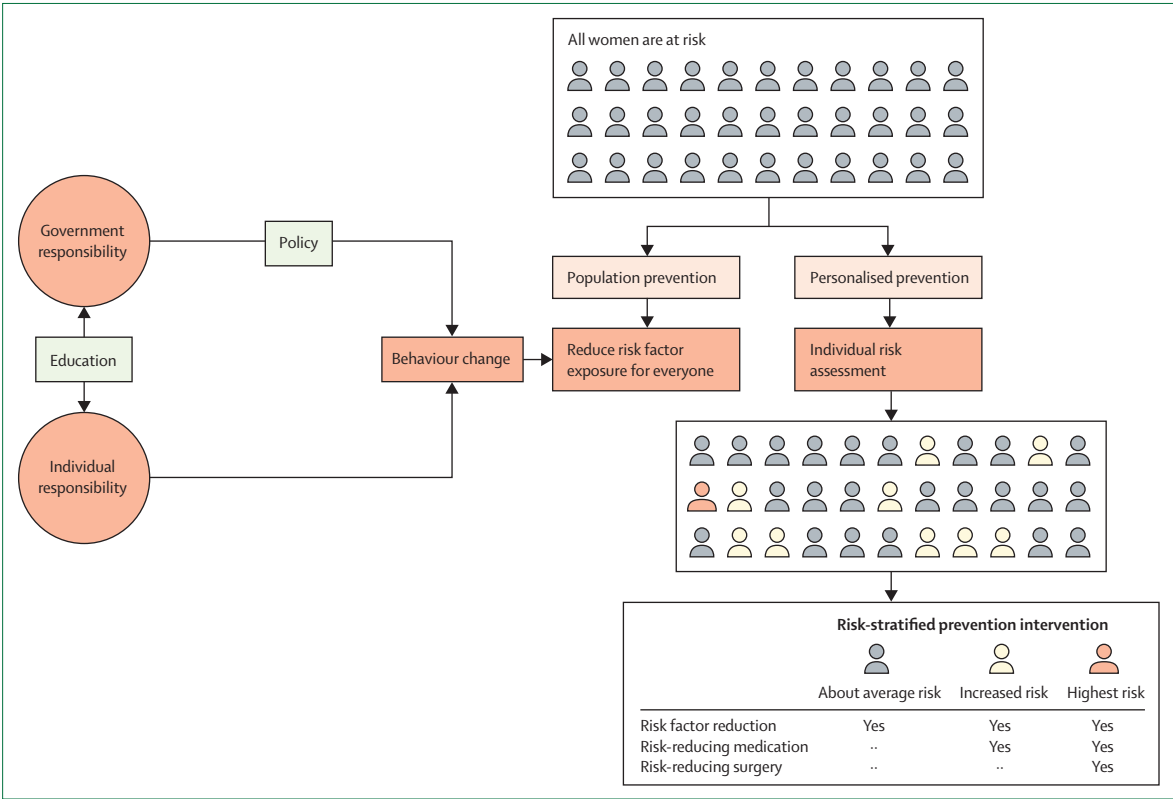 All women are at risk
Government
responsibility
Policy
Education
Individual
responsibility
Behaviour change
Population prevention
Personalised prevention
Reduce risk factor
exposure for everyone
Individual risk
assessment
Risk-stratified prevention intervention
About average risk Increased risk Highest risk
Risk factor reduction Yes Yes Yes
Risk-reducing medication ·· Yes Yes
Risk-reducing surgery ·· ·· Yes